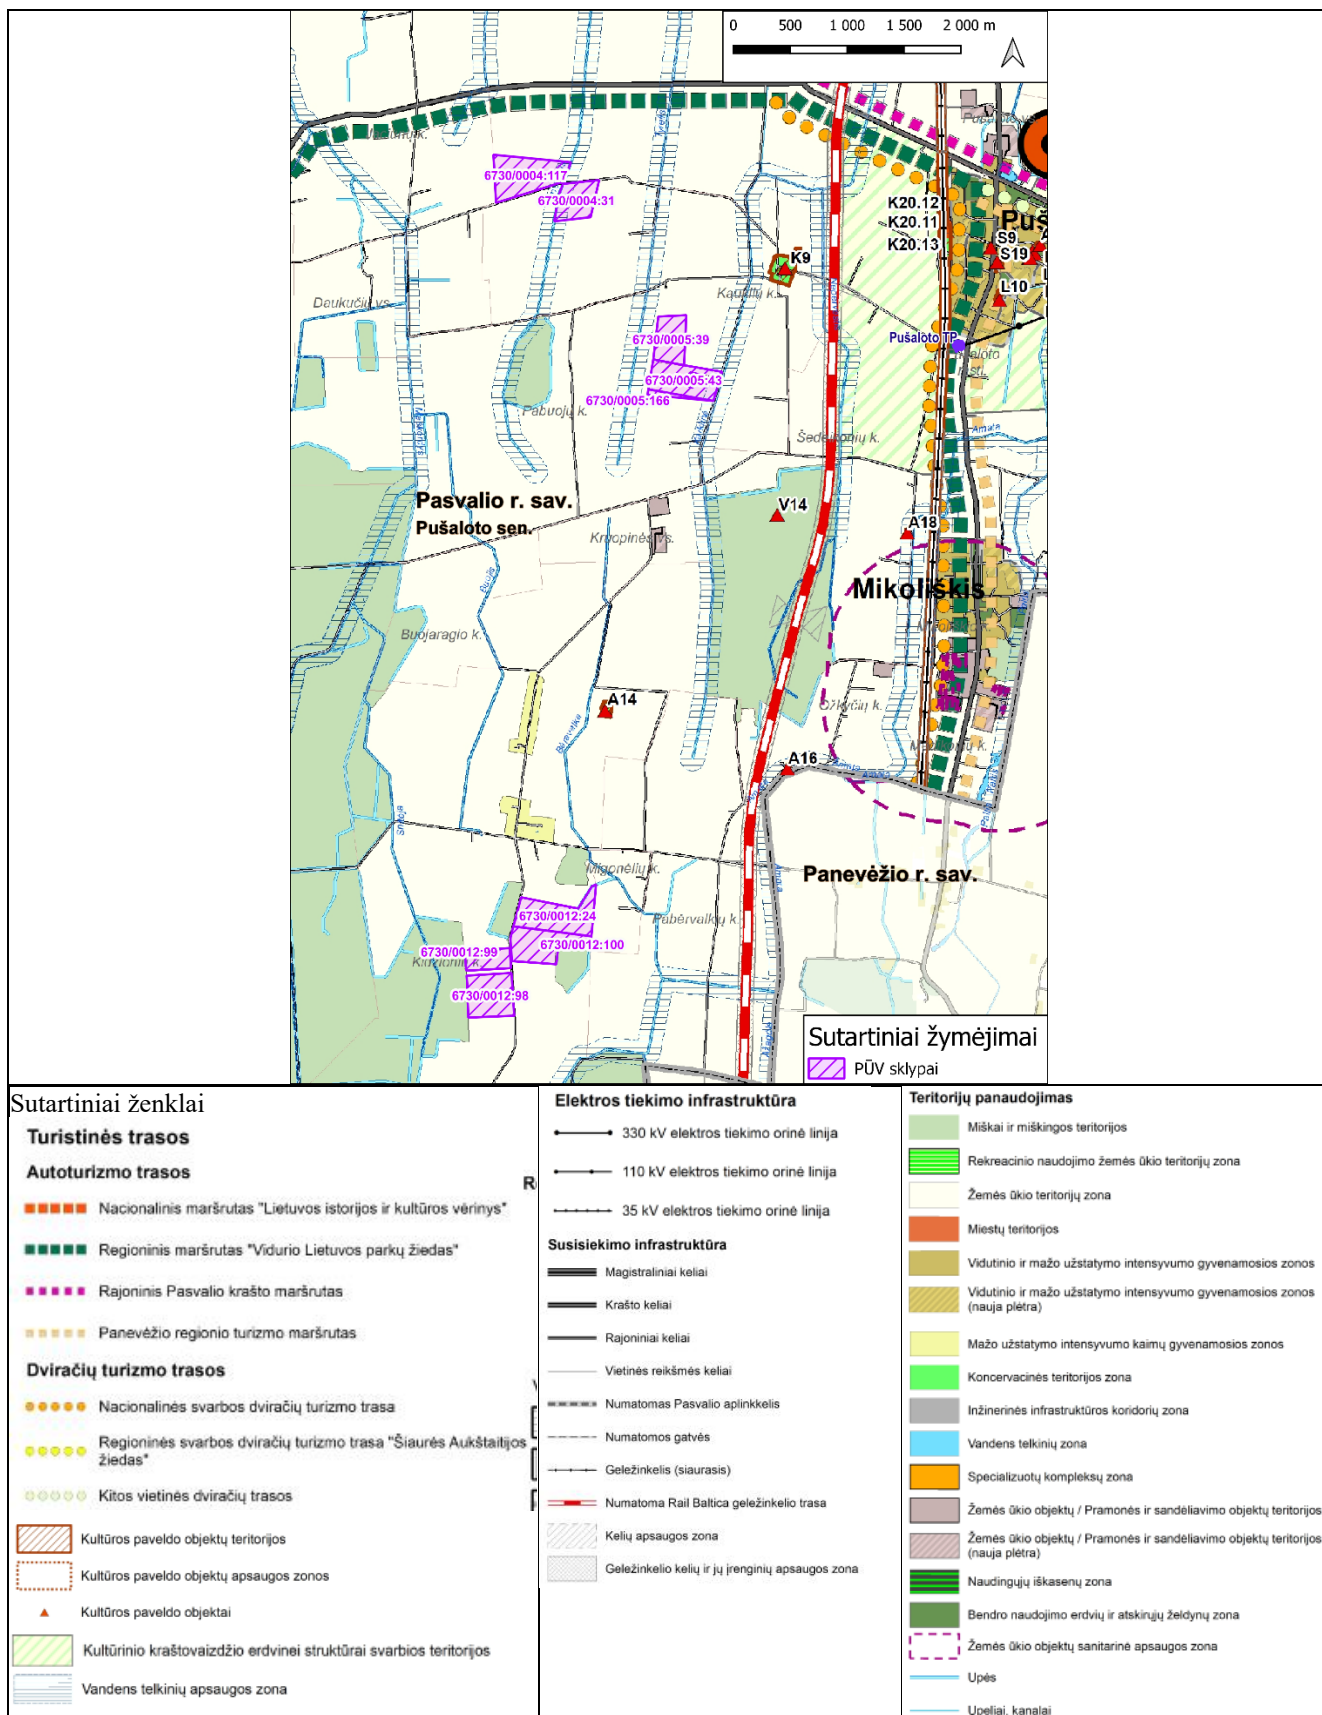 0 500 1 000 1 500 2 000 m
6730/0004:117
6730/0004:31
K20.12
K20.11
K20.13
Puš
S9
S19
K9
L10
Daukučių vs.
6730/0005:39
Pušaloto TP
6730/0005:43
6730/0005:166
Pabuojų k.
Amata
Pasvalio r. sav.
Pušaloto sen.
V14
A18
Mikoliškis
Buojaragio k.
A14
Ožkyčių k.
A16
Panevėžio r. sav.
Migonėlių k.
6730/0012:24
6730/0012:100
6730/0012:99
6730/0012:98
Sutartiniai žymėjimai
PŪV sklypai
Sutartiniai ženklai
Turistinės trasos
Autoturizmo trasos
Nacionalinis maršrutas "Lietuvos istorijos ir kultūros vėrinys"
Regioninis maršrutas "Vidurio Lietuvos parkų žiedas"
Rajoninis Pasvalio krašto maršrutas
Panevėžio regionio turizmo maršrutas
Dviračių turizmo trasos
Nacionalinės svarbos dviračių turizmo trasa
Regioninės svarbos dviračių turizmo trasa "Šiaurės Aukštaitijos
žiedas"
Kitos vietinės dviračių trasos
Kultūros paveldo objektų teritorijos
Kultūros paveldo objektų apsaugos zonos
Kultūros paveldo objektai
Kultūrinio kraštovaizdžio erdvinei struktūrai svarbios teritorijos
Vandens telkinių apsaugos zona
Elektros tiekimo infrastruktūra
330 kV elektros tiekimo orinė linija
110 kV elektros tiekimo orinė linija
35 kV elektros tiekimo orinė linija
Susisiekimo infrastruktūra
Magistraliniai keliai
Krašto keliai
Rajoniniai keliai
Vietinės reikšmės keliai
Numatomas Pasvalio aplinkkelis
Numatomos gatvės
Geležinkelis (siaurasis)
Numatoma Rail Baltica geležinkelio trasa
Kelių apsaugos zona
Geležinkelio kelių ir jų įrenginių apsaugos zona
Teritorijų panaudojimas
Miškai ir miškingos teritorijos
Rekreacinio naudojimo žemės ūkio teritorijų zona
Žemės ūkio teritorijų zona
Miestų teritorijos
Vidutinio ir mažo užstatymo intensyvumo gyvenamosios zonos
Vidutinio ir mažo užstatymo intensyvumo gyvenamosios zonos
(nauja plėtra)
Mažo užstatymo intensyvumo kaimų gyvenamosios zonos
Koncervacinės teritorijos zona
Inžinerinės infrastruktūros koridorių zona
Vandens telkinių zona
Specializuotų kompleksų zona
Žemės ūkio objektų / Pramonės ir sandėliavimo objektų teritorijos
Žemės ūkio objektų / Pramonės ir sandėliavimo objektų teritorijos
(nauja plėtra)
Naudingųjų iškasenų zona
Bendro naudojimo erdvių ir atskirųjų želdynų zona
Žemės ūkio objektų sanitarinė apsaugos zona
Upės
Upeliai, kanalai